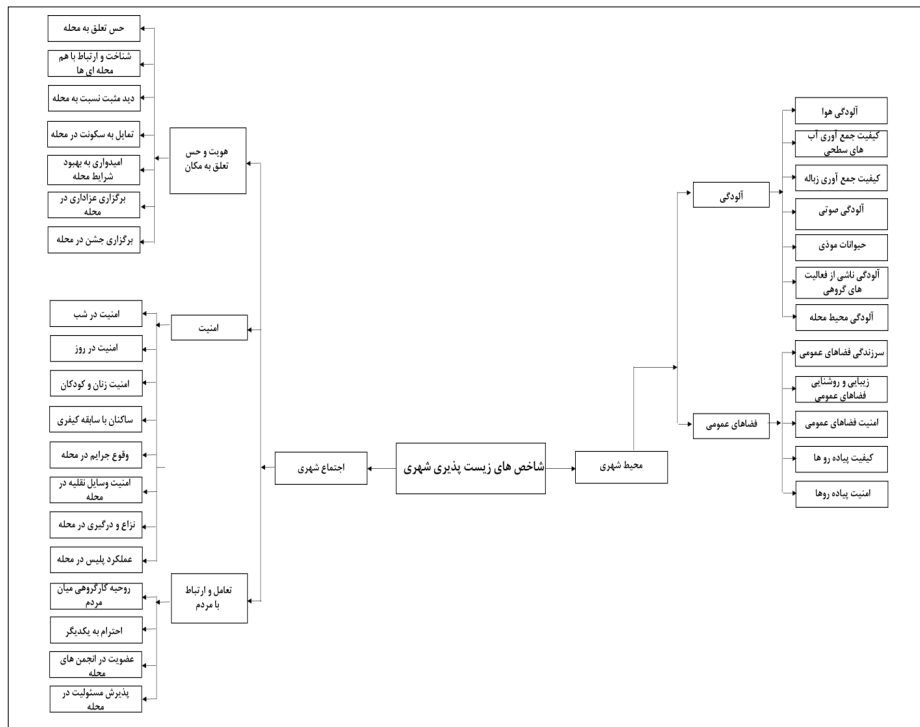 شاخص های زیست پذیری شهری
محیط شهری
آلودگی
آلودگی هوا
کیفیت جمع آوری آب
های سطحی
کیفیت جمع آوری زباله
آلودگی صوتی
حیوانات موذی
آلودگی ناشی از فعالیت
های گروهی
آلودگی محیط محله
فضاهای عمومی
سرزندگی فضاهای عمومی
زیبایی و روشنایی
فضاهای عمومی
امنیت فضاهای عمومی
کیفیت پیاده رو ها
امنیت پیاده روها
اجتماع شهری
هویت و حس
تعلق به مکان
حس تعلق به محله
شناخت و ارتباط با هم
محله ای ها
دید مثبت نسبت به محله
تمایل به سکونت در محله
امیدواری به بهبود
شرایط محله
برگزاری عزاداری در
محله
برگزاری جشن در محله
امنیت
امنیت در شب
امنیت در روز
امنیت زنان و کودکان
ساکنان با سابقه کیفری
وقوع جرایم در محله
امنیت وسایل نقلیه در
محله
نزاع و درگیری در محله
عملکرد پلیس در محله
تعامل و ارتباط
با مردم
روحیه کارگروهی میان
مردم
احترام به یکدیگر
عضویت در انجمن های
محله
پذیرش مسئولیت در
محله